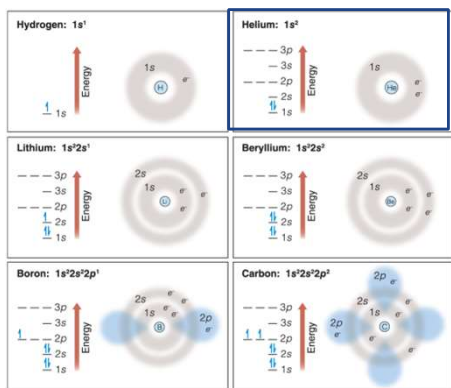 Hydrogen: 1s¹
1s
Energy
1s
e⁻
H
Helium: 1s²
3p
3s
2p
2s
1s
Energy
1s
e⁻
e⁻
He
Lithium: 1s²2s¹
3p
3s
2p
2s
1s
Energy
2s
1s
e⁻
e⁻
e⁻
Li
Beryllium: 1s²2s²
3p
3s
2p
2s
1s
Energy
2s
1s
e⁻
e⁻
e⁻
e⁻
Be
Boron: 1s²2s²2p¹
3p
3s
2p
2s
1s
Energy
2s
1s
e⁻
e⁻
e⁻
e⁻
2p
e⁻
B
Carbon: 1s²2s²2p²
3p
3s
2p
2s
1s
Energy
2p
e⁻
2s
1s
e⁻
e⁻
e⁻
e⁻
2p
e⁻
C